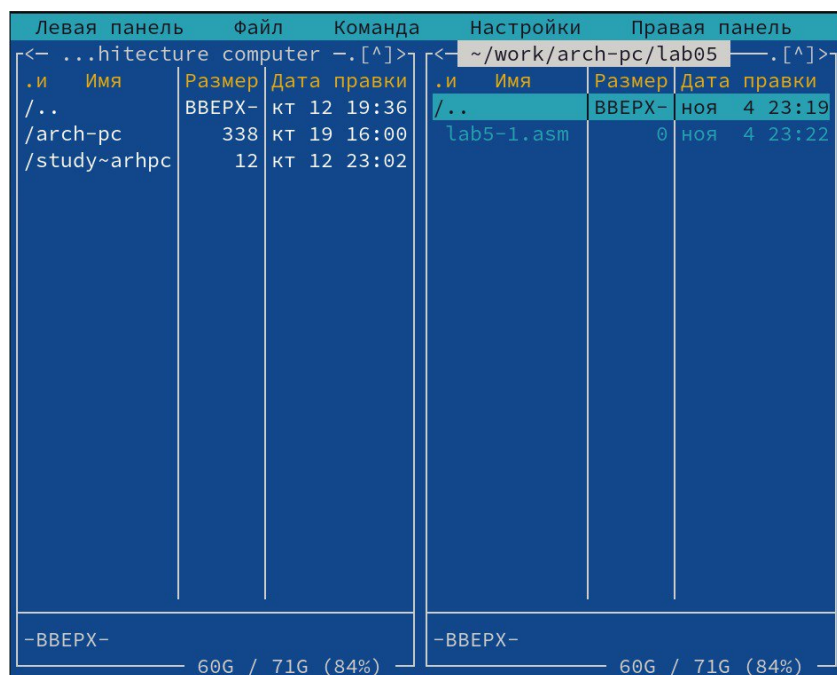 Левая панель Файл Команда Настройки Правая панель
<— ...hitecture computer —.[^]>
.и Имя Размер Дата правки
/.. ВВЕРХ- кт 12 19:36
/arch-pc 338 кт 19 16:00
/study~arhpc 12 кт 12 23:02
-ВВЕРХ-
60G / 71G (84%)
<— ~/work/arch-pc/lab05 —.[^]>
.и Имя Размер Дата правки
/.. ВВЕРХ- ноя 4 23:19
lab5-1.asm 0 ноя 4 23:22
-ВВЕРХ-
60G / 71G (84%)